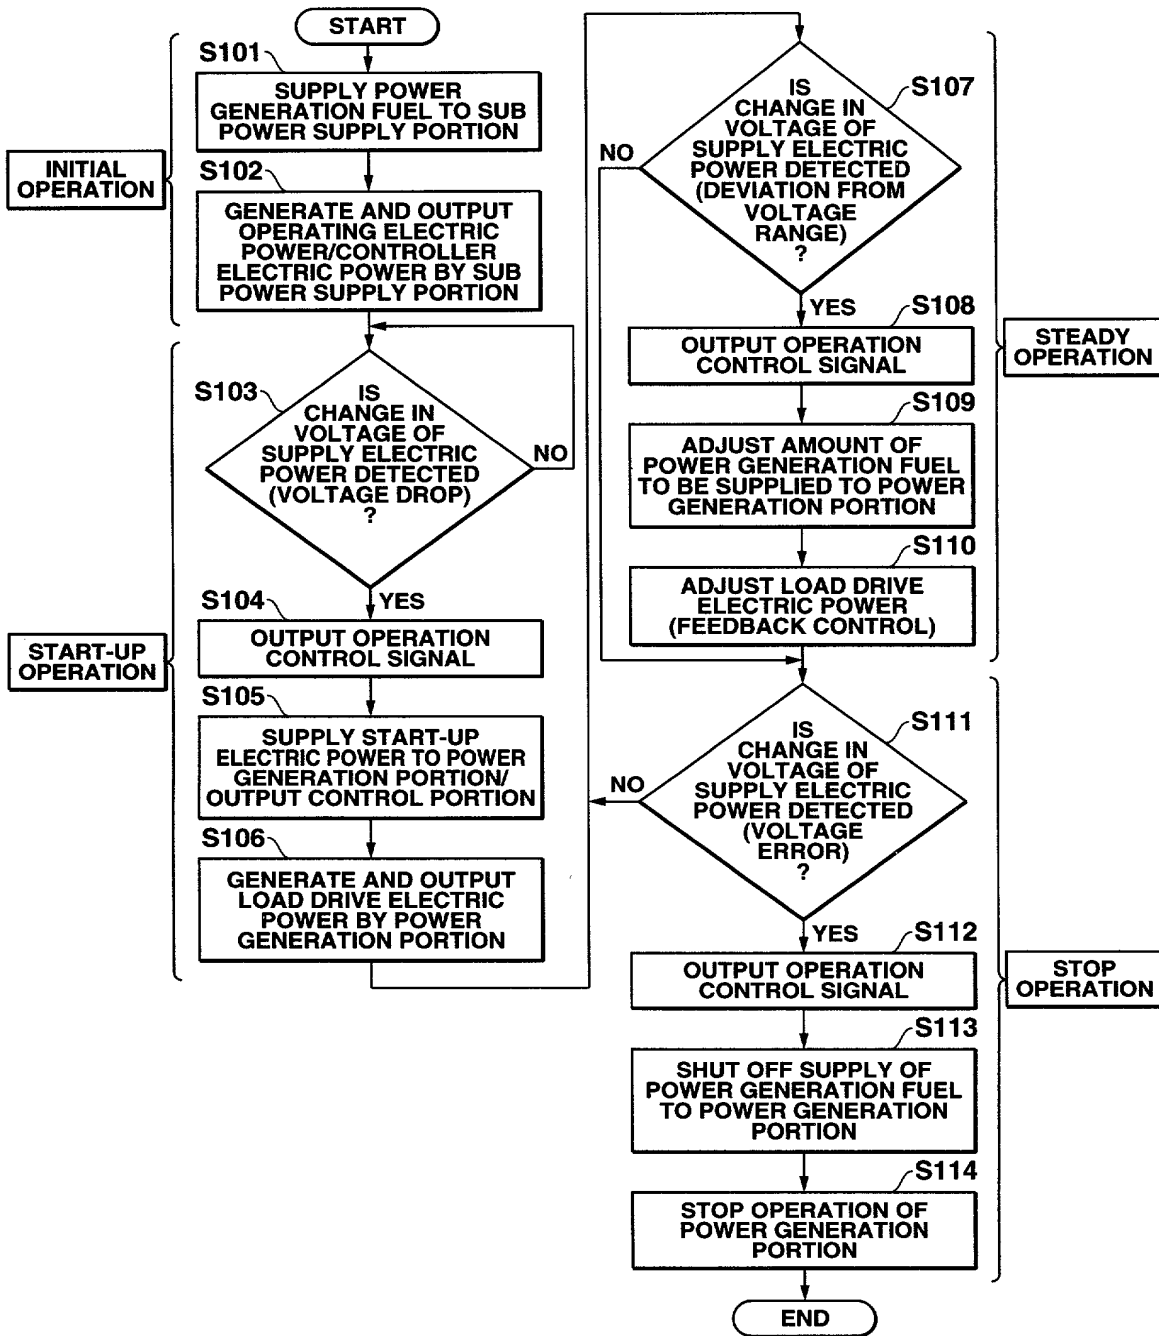 START
S101
SUPPLY POWER
GENERATION FUEL TO SUB
POWER SUPPLY PORTION
INITIAL
OPERATION
S102
GENERATE AND OUTPUT
OPERATING ELECTRIC
POWER/CONTROLLER
ELECTRIC POWER BY SUB
POWER SUPPLY PORTION
S103
IS
CHANGE IN
VOLTAGE OF
SUPPLY ELECTRIC
POWER DETECTED
(VOLTAGE DROP)
?
NO
YES
START-UP
OPERATION
S104
OUTPUT OPERATION
CONTROL SIGNAL
S105
SUPPLY START-UP
ELECTRIC POWER TO POWER
GENERATION PORTION/
OUTPUT CONTROL PORTION
S106
GENERATE AND OUTPUT
LOAD DRIVE ELECTRIC
POWER BY POWER
GENERATION PORTION
S107
IS
CHANGE IN
VOLTAGE OF
SUPPLY ELECTRIC
POWER DETECTED
(DEVIATION FROM
VOLTAGE
RANGE)
?
NO
YES
S108
OUTPUT OPERATION
CONTROL SIGNAL
STEADY
OPERATION
S109
ADJUST AMOUNT OF
POWER GENERATION FUEL
TO BE SUPPLIED TO POWER
GENERATION PORTION
S110
ADJUST LOAD DRIVE
ELECTRIC POWER
(FEEDBACK CONTROL)
S111
IS
CHANGE IN
VOLTAGE OF
SUPPLY ELECTRIC
POWER DETECTED
(VOLTAGE
ERROR)
?
NO
YES
S112
OUTPUT OPERATION
CONTROL SIGNAL
STOP
OPERATION
S113
SHUT OFF SUPPLY OF
POWER GENERATION FUEL
TO POWER GENERATION
PORTION
S114
STOP OPERATION OF
POWER GENERATION
PORTION
END